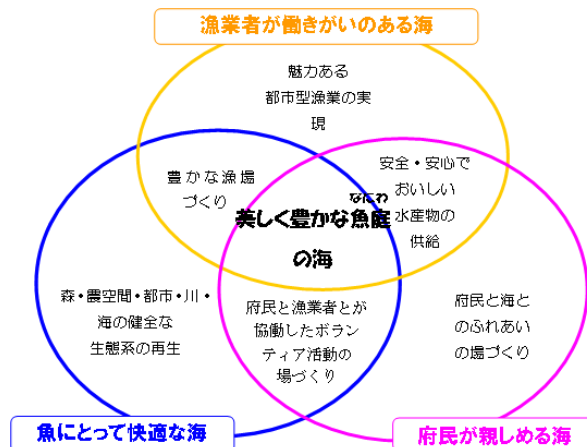 漁業者が働きがいのある海
魅力ある
都市型漁業の実
現
豊かな漁場
づくり
安全・安心で
おいしい
水産物の
供給
なにわ
美しく豊かな魚庭
の海
森・農空間・都市・川・
海の健全な
生態系の再生
府民と漁業者とが
協働したボラン
ティア活動の
場づくり
府民と海と
のふれあい
の場づくり
魚にとって快適な海
府民が親しめる海